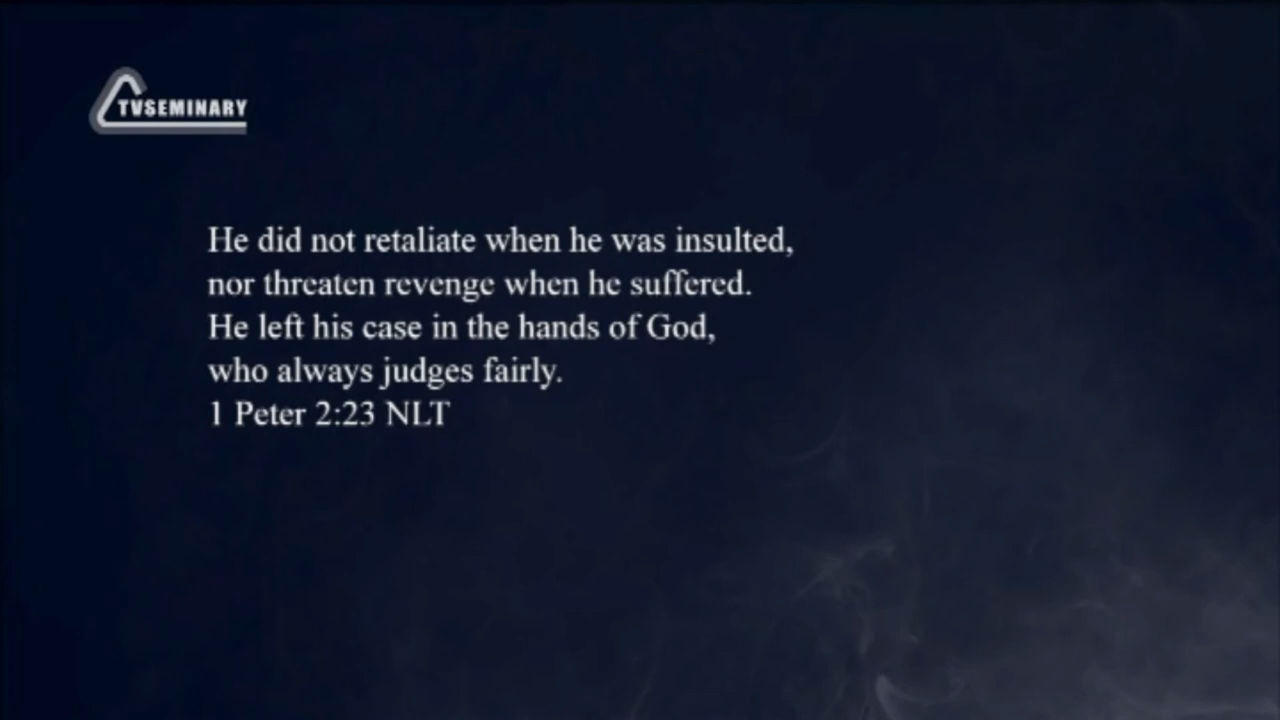 TVSEMINARY
He did not retaliate when he was insulted,
nor threaten revenge when he suffered.
He left his case in the hands of God,
who always judges fairly.
1 Peter 2:23 NLT